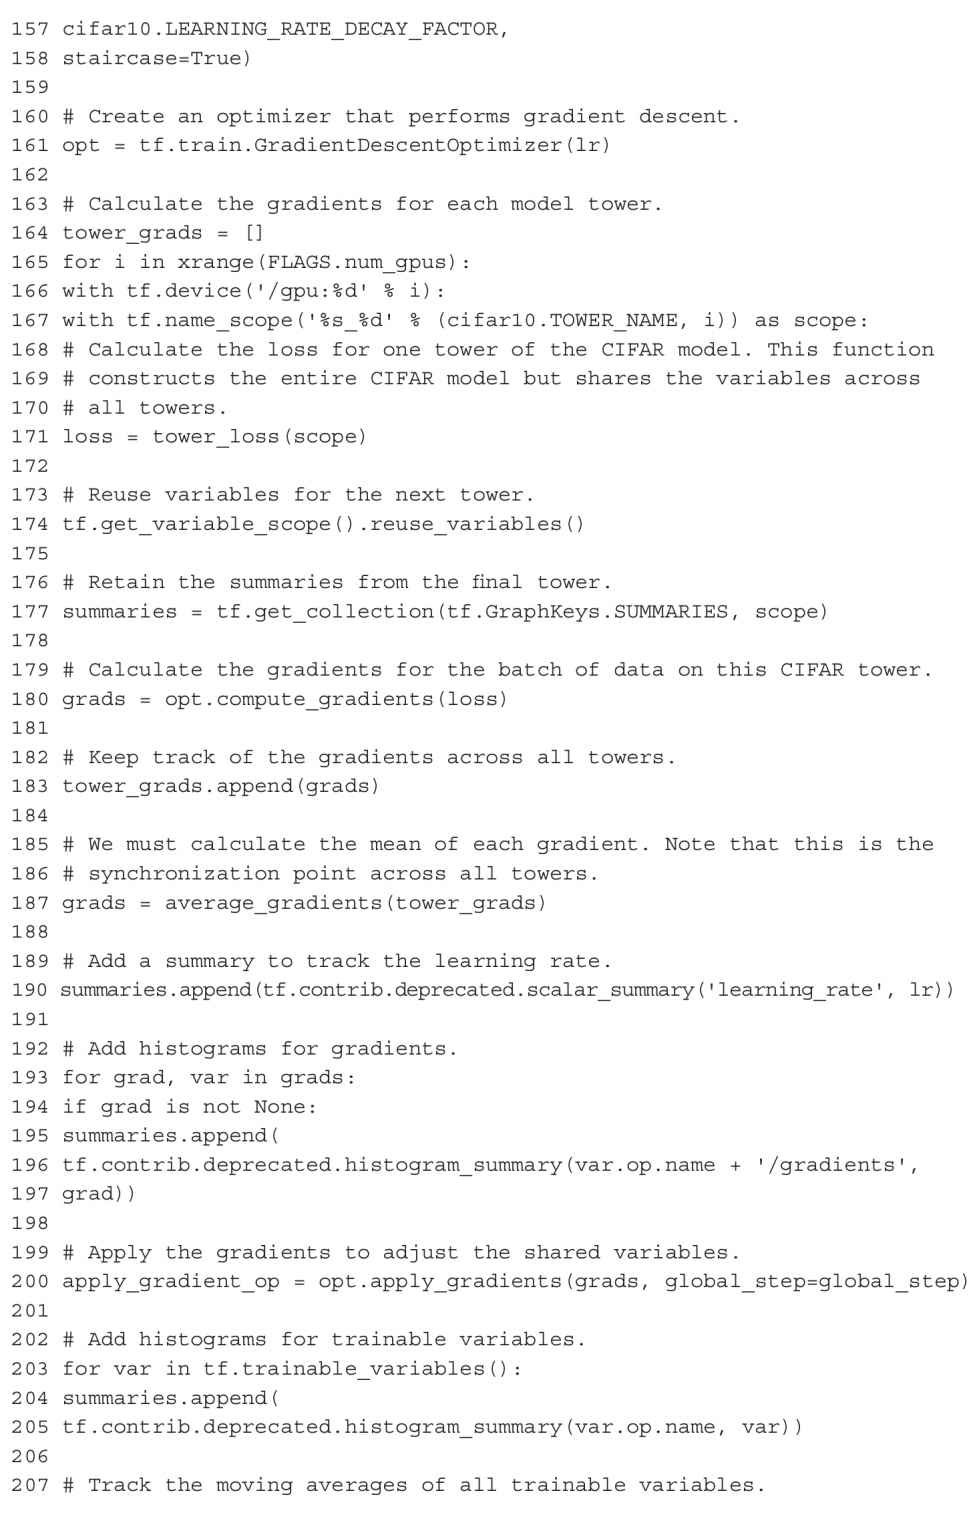 157 cifar10.LEARNING_RATE_DECAY_FACTOR,
158 staircase=True)
159
160 # Create an optimizer that performs gradient descent.
161 opt = tf.train.GradientDescentOptimizer(lr)
162
163 # Calculate the gradients for each model tower.
164 tower_grads = []
165 for i in xrange(FLAGS.num_gpus):
166 with tf.device('/gpu:%d' % i):
167 with tf.name_scope('%s_%d' % (cifar10.TOWER_NAME, i)) as scope:
168 # Calculate the loss for one tower of the CIFAR model. This function
169 # constructs the entire CIFAR model but shares the variables across
170 # all towers.
171 loss = tower_loss(scope)
172
173 # Reuse variables for the next tower.
174 tf.get_variable_scope().reuse_variables()
175
176 # Retain the summaries from the final tower.
177 summaries = tf.get_collection(tf.GraphKeys.SUMMARIES, scope)
178
179 # Calculate the gradients for the batch of data on this CIFAR tower.
180 grads = opt.compute_gradients(loss)
181
182 # Keep track of the gradients across all towers.
183 tower_grads.append(grads)
184
185 # We must calculate the mean of each gradient. Note that this is the
186 # synchronization point across all towers.
187 grads = average_gradients(tower_grads)
188
189 # Add a summary to track the learning rate.
190 summaries.append(tf.contrib.deprecated.scalar_summary('learning_rate', lr))
191
192 # Add histograms for gradients.
193 for grad, var in grads:
194 if grad is not None:
195 summaries.append(
196 tf.contrib.deprecated.histogram_summary(var.op.name + '/gradients',
197 grad))
198
199 # Apply the gradients to adjust the shared variables.
200 apply_gradient_op = opt.apply_gradients(grads, global_step=global_step)
201
202 # Add histograms for trainable variables.
203 for var in tf.trainable_variables():
204 summaries.append(
205 tf.contrib.deprecated.histogram_summary(var.op.name, var))
206
207 # Track the moving averages of all trainable variables.